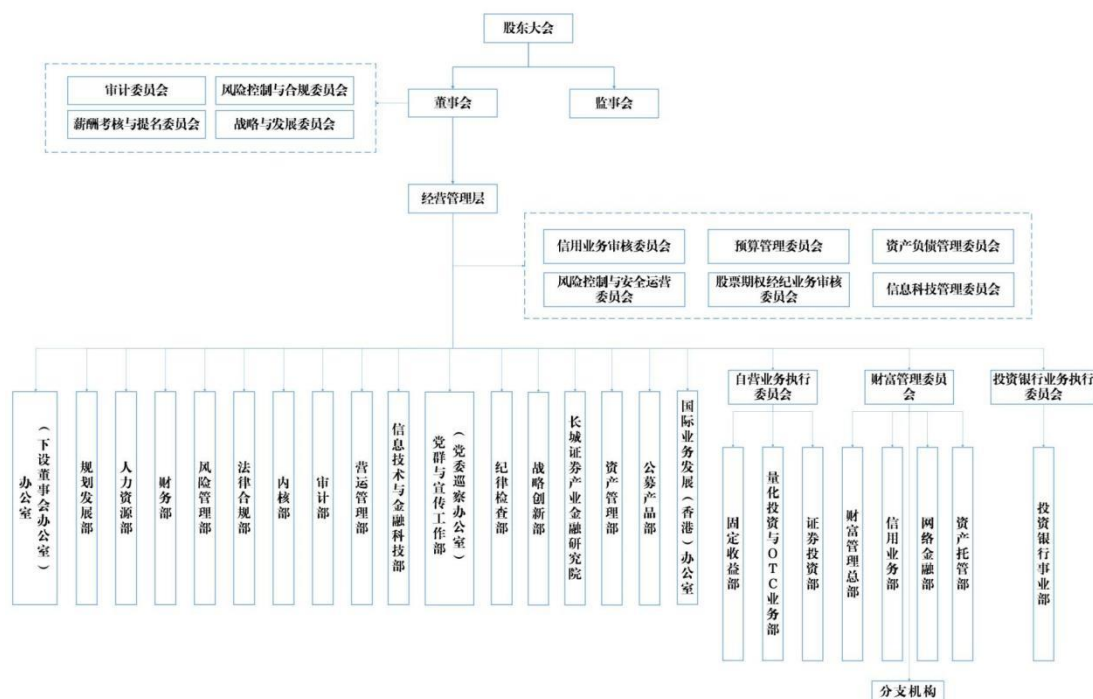 股东大会
审计委员会
风险控制与合规委员会
薪酬考核与提名委员会
战略与发展委员会
董事会
监事会
经营管理层
信用业务审核委员会
预算管理委员会
资产负债管理委员会
风险控制与安全运营
委员会
股票期权经纪业务审核
委员会
信息科技管理委员会
自营业务执行
委员会
财富管理委员
会
投资银行业务执行
委员会
办公室
（下设董事会办公室）
规划发展部
人力资源部
财务部
风险管理部
法律合规部
内核部
审计部
营运管理部
信息技术与金融科技部
党群与宣传工作部
（党委巡察办公室）
纪律检查部
战略创新部
长城证券产业金融研究院
资产管理部
公募产品部
国际业务发展（香港）办公室
固定收益部
量化投资与OTC业务部
证券投资部
财富管理总部
信用业务部
网络金融部
资产托管部
投资银行事业部
分支机构